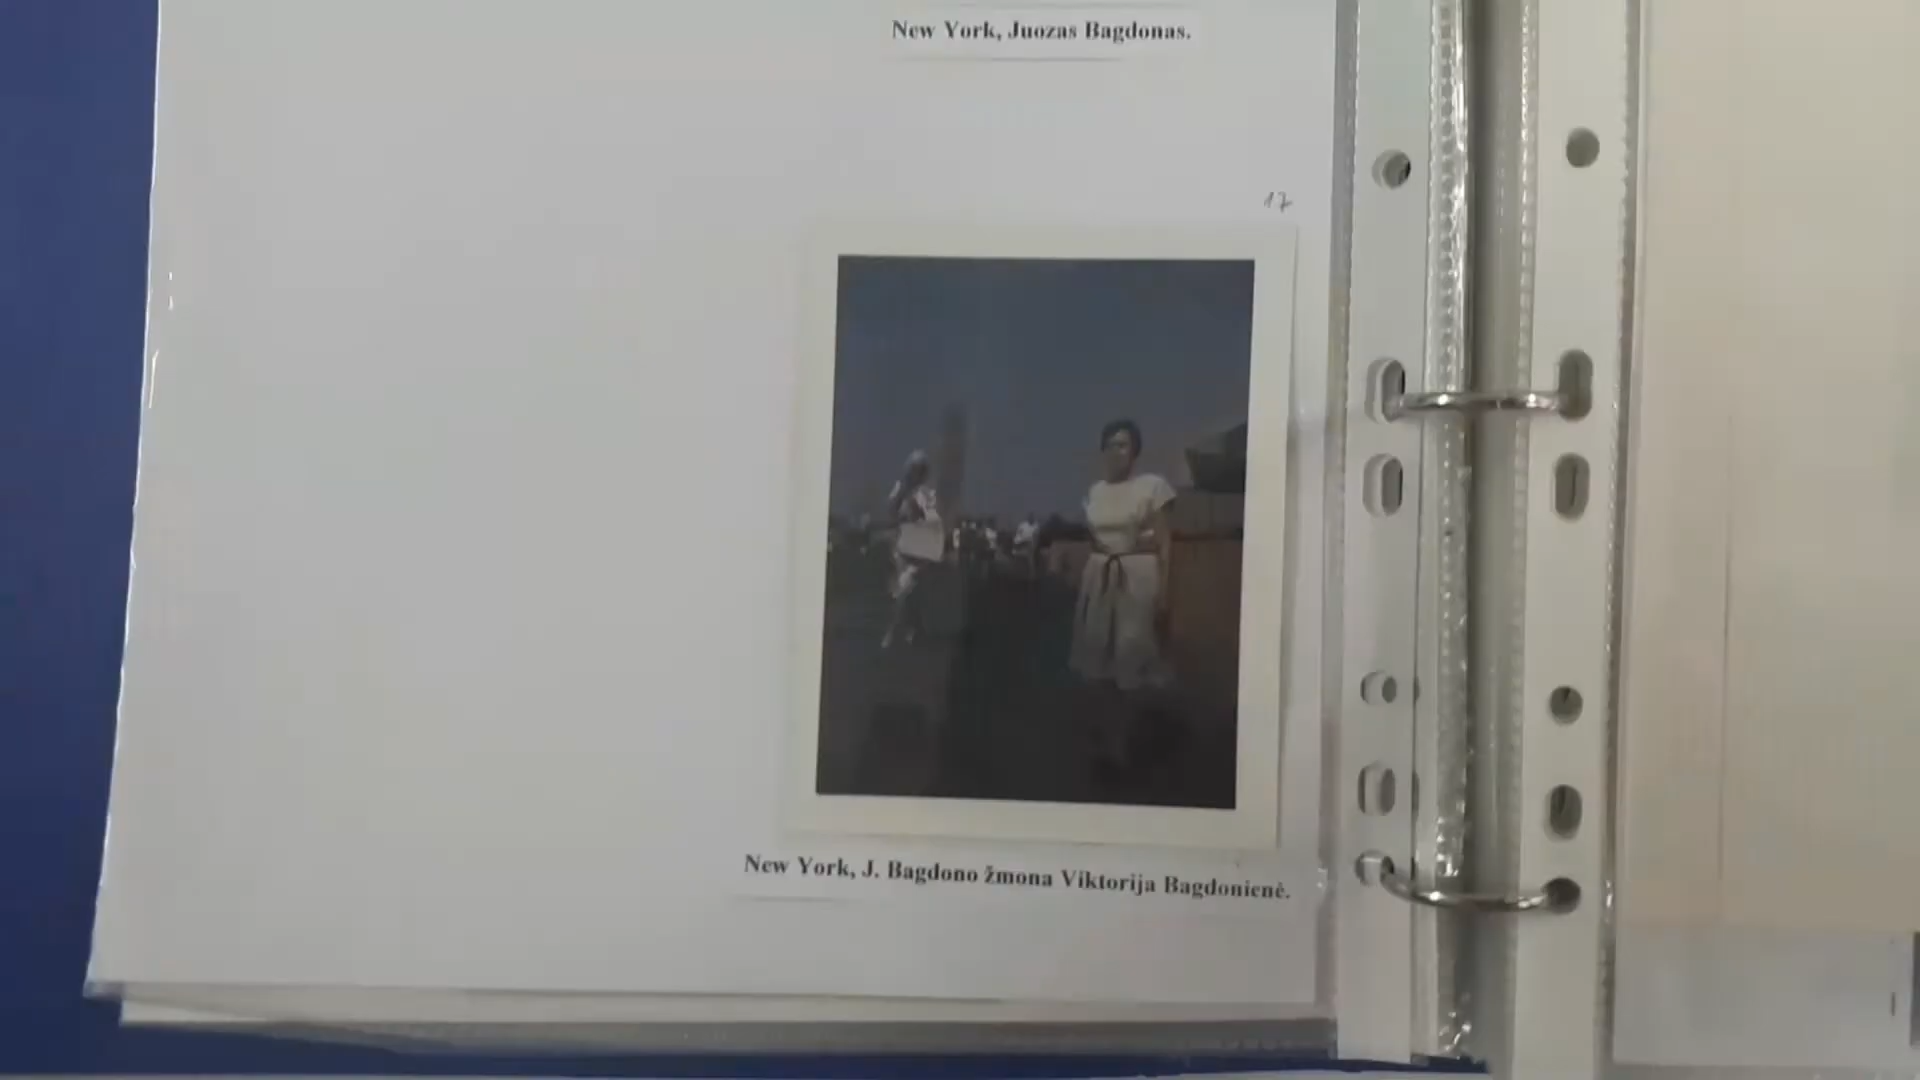 New York, Juozas Bagdonas.
17
New York, J. Bagdono žmona Viktorija Bagdonienė.